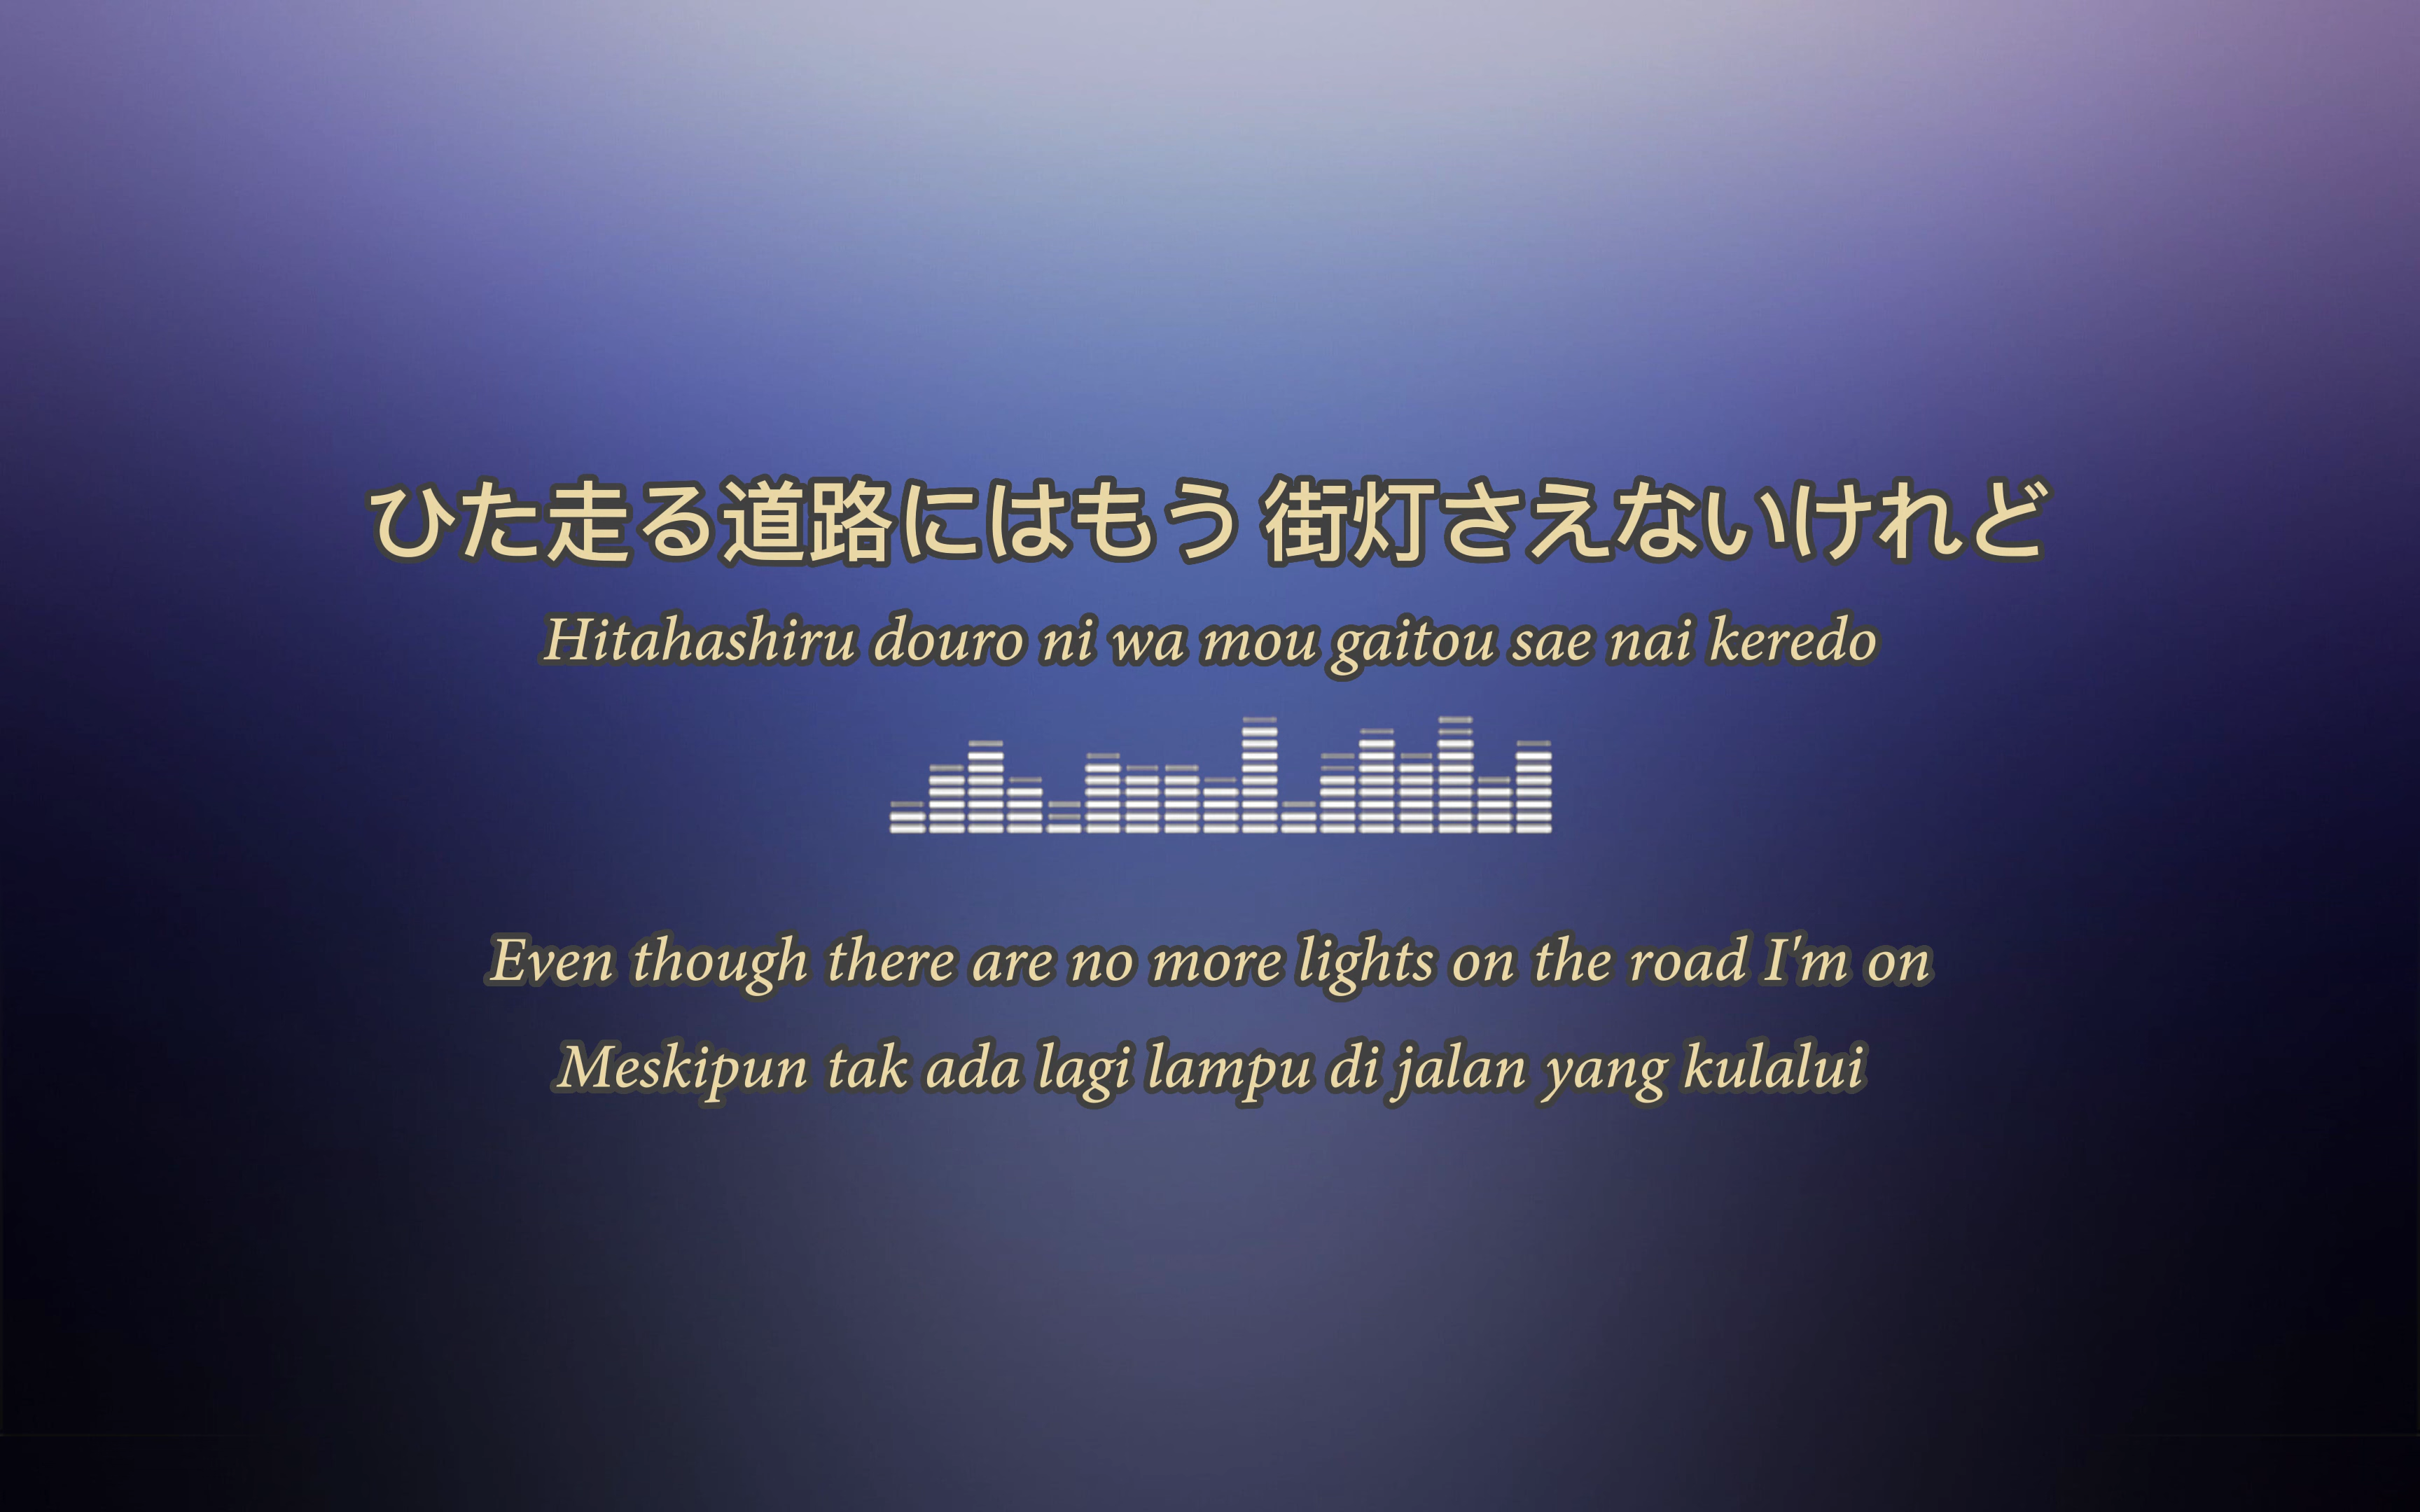 ひた走る道路にはもう 街灯さえないけれど
Hitahashiru douro ni wa mou gaitou sae nai keredo
Even though there are no more lights on the road I'm on
Meskipun tak ada lagi lampu di jalan yang kulalui